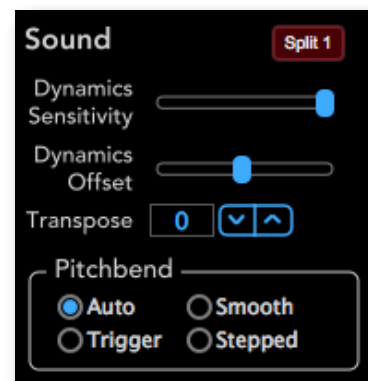 Sound
Split 1
Dynamics
Sensitivity
Dynamics
Offset
Transpose 0
Pitchbend
Auto Smooth
Trigger Stepped